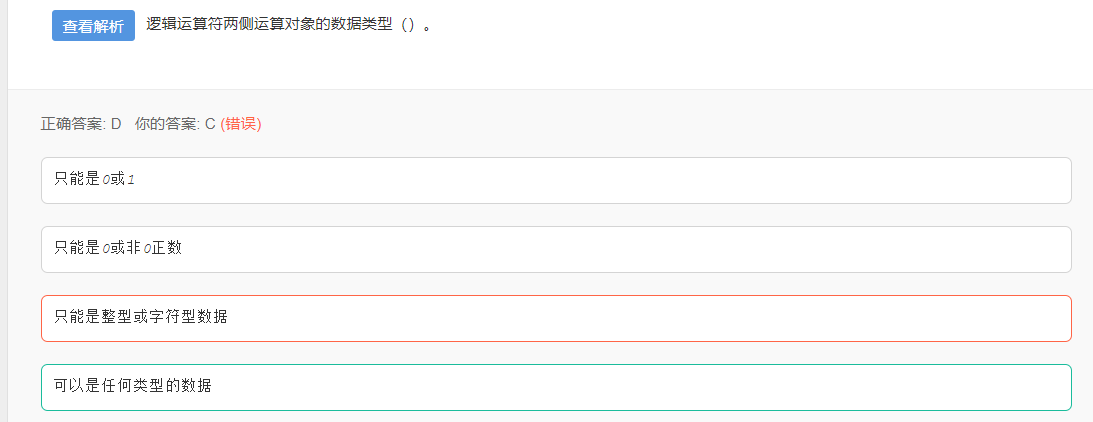 查看解析 逻辑运算符两侧运算对象的数据类型（）。
正确答案: D 你的答案: C (错误)
只能是0或1
只能是0或非0正数
只能是整型或字符型数据
可以是任何类型的数据